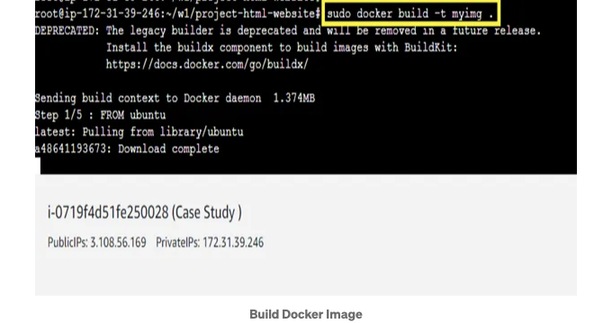 root@ip-172-31-39-246:~/w1/project-html-website# sudo docker build -t myimg .
DEPRECATED: The legacy builder is deprecated and will be removed in a future release.
Install the buildx component to build images with BuildKit:
https://docs.docker.com/go/buildx/
Sending build context to Docker daemon 1.374MB
Step 1/5 : FROM ubuntu
latest: Pulling from library/ubuntu
a48641193673: Download complete
i-0719f4d51fe250028 (Case Study )
PublicIPs: 3.108.56.169 PrivateIPs: 172.31.39.246
Build Docker Image